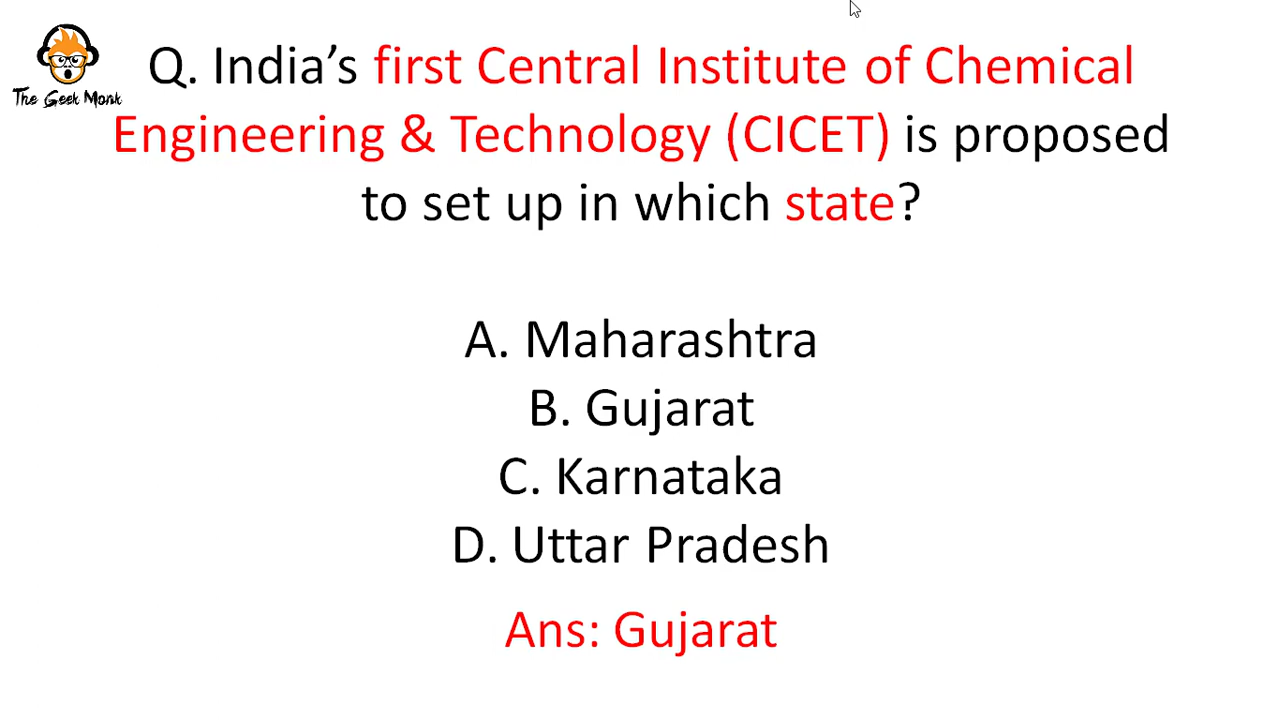 The Geek Monk
Q. India’s first Central Institute of Chemical
Engineering & Technology (CICET) is proposed
to set up in which state?
A. Maharashtra
B. Gujarat
C. Karnataka
D. Uttar Pradesh
Ans: Gujarat